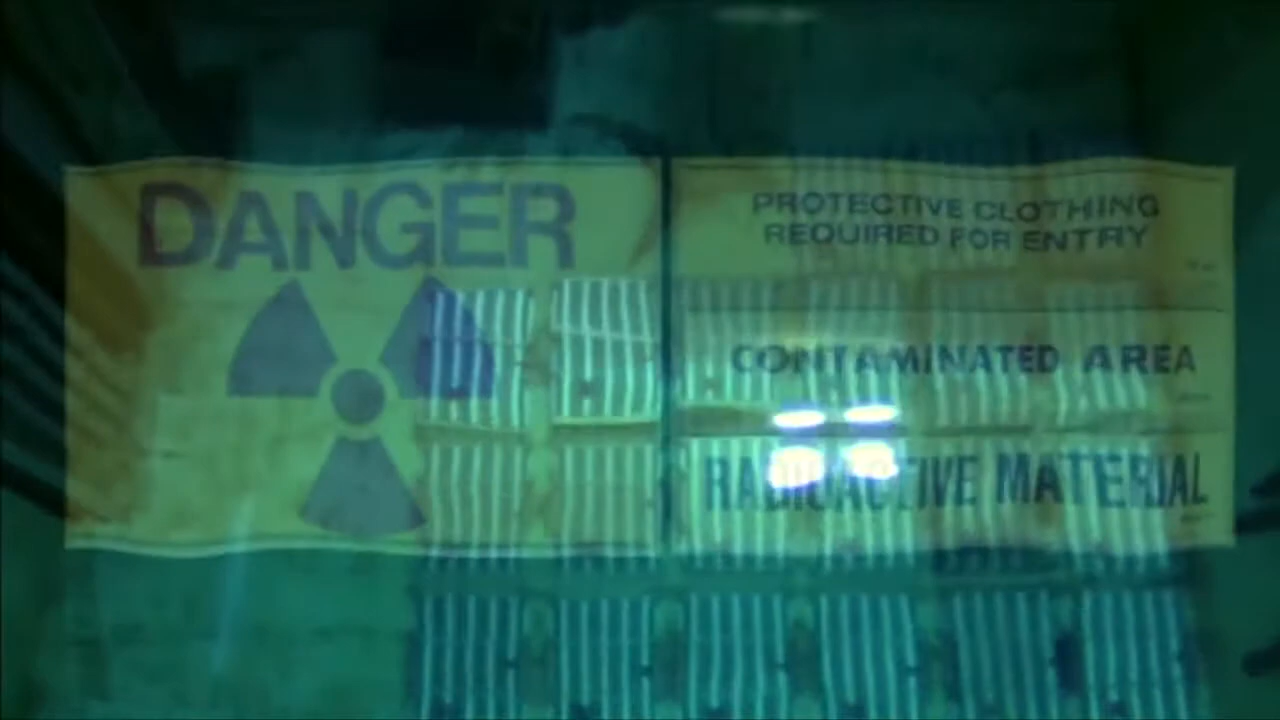 DANGER
PROTECTIVE CLOTHING
REQUIRED FOR ENTRY
CONTAMINATED AREA
RADIOACTIVE MATERIAL